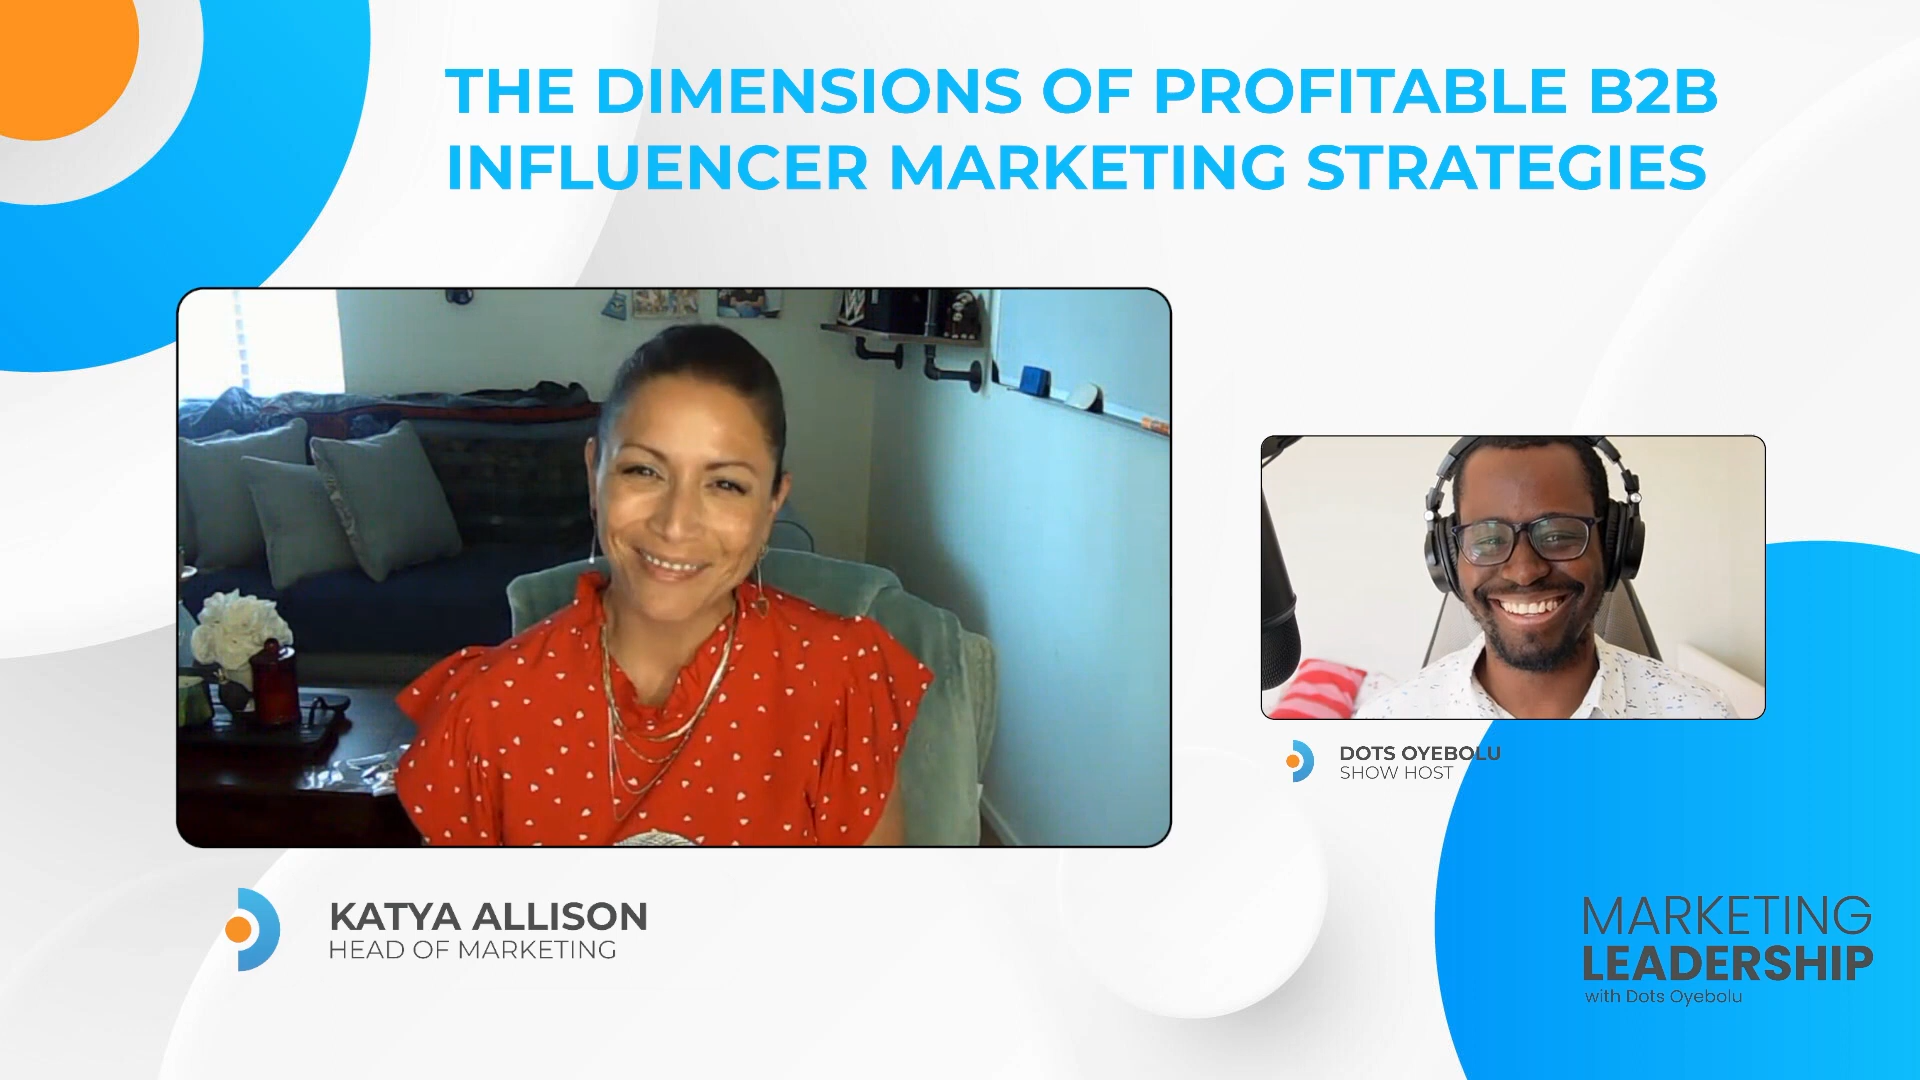 THE DIMENSIONS OF PROFITABLE B2B
INFLUENCER MARKETING STRATEGIES
DOTS OYEBOLU
SHOW HOST
KATYA ALLISON
HEAD OF MARKETING
MARKETING
LEADERSHIP
with Dots Oyebolu